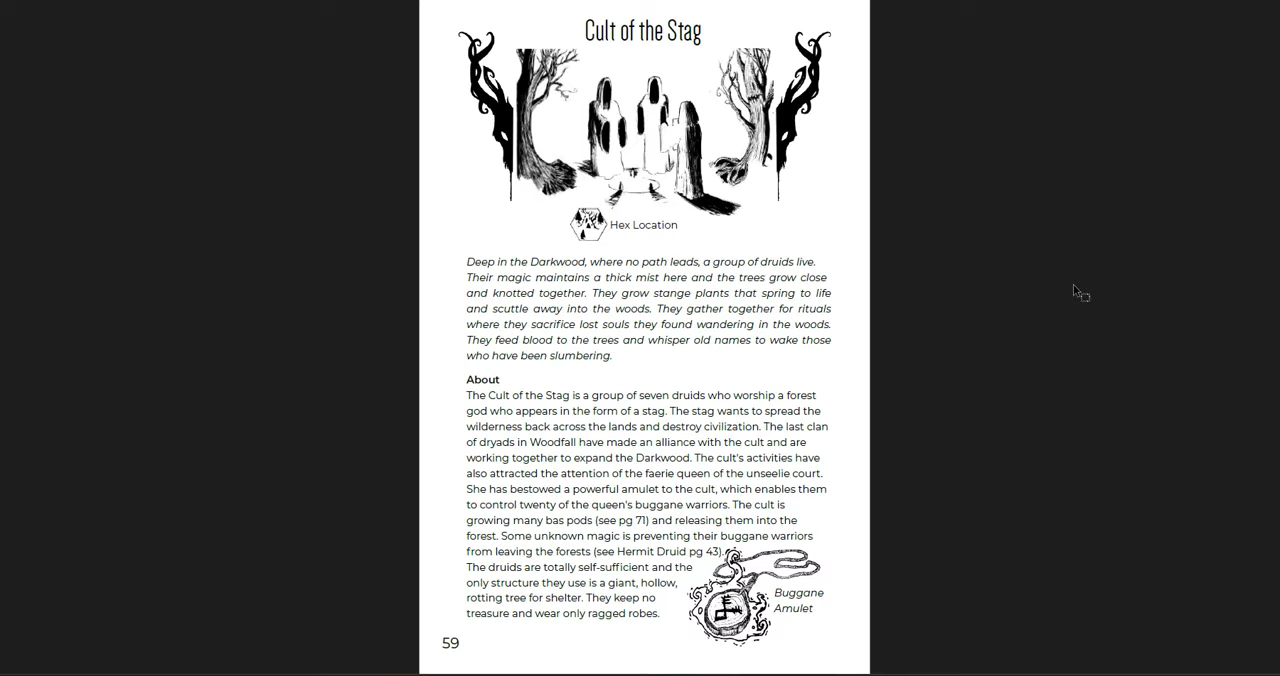 Cult of the Stag
Hex Location
Deep in the Darkwood, where no path leads, a group of druids live.
Their magic maintains a thick mist here and the trees grow close
and knotted together. They grow stange plants that spring to life
and scuttle away into the woods. They gather together for rituals
where they sacrifice lost souls they found wandering in the woods.
They feed blood to the trees and whisper old names to wake those
who have been slumbering.
About
The Cult of the Stag is a group of seven druids who worship a forest
god who appears in the form of a stag. The stag wants to spread the
wilderness back across the lands and destroy civilization. The last clan
of dryads in Woodfall have made an alliance with the cult and are
working together to expand the Darkwood. The cult's activities have
also attracted the attention of the faerie queen of the unseelie court.
She has bestowed a powerful amulet to the cult, which enables them
to control twenty of the queen's buggane warriors. The cult is
growing many bas pods (see pg 71) and releasing them into the
forest. Some unknown magic is preventing their buggane warriors
from leaving the forests (see Hermit Druid pg 43).
The druids are totally self-sufficient and the
only structure they use is a giant, hollow,
rotting tree for shelter. They keep no
treasure and wear only ragged robes.
Buggane
Amulet
59